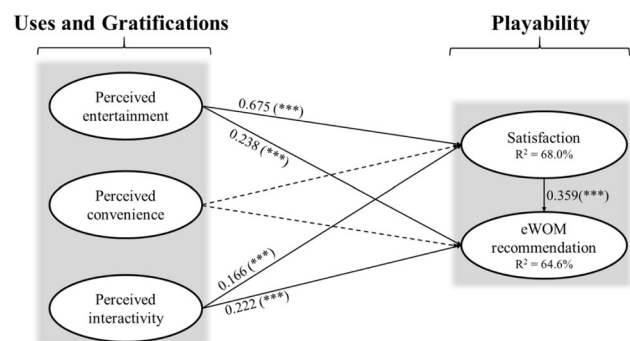 Uses and Gratifications
Playability
Perceived
entertainment
0.675 (***)
0.238 (***)
Satisfaction
R² = 68.0%
Perceived
convenience
0.359(***)
eWOM
recommendation
R² = 64.6%
0.166 (***)
Perceived
interactivity
0.222 (***)